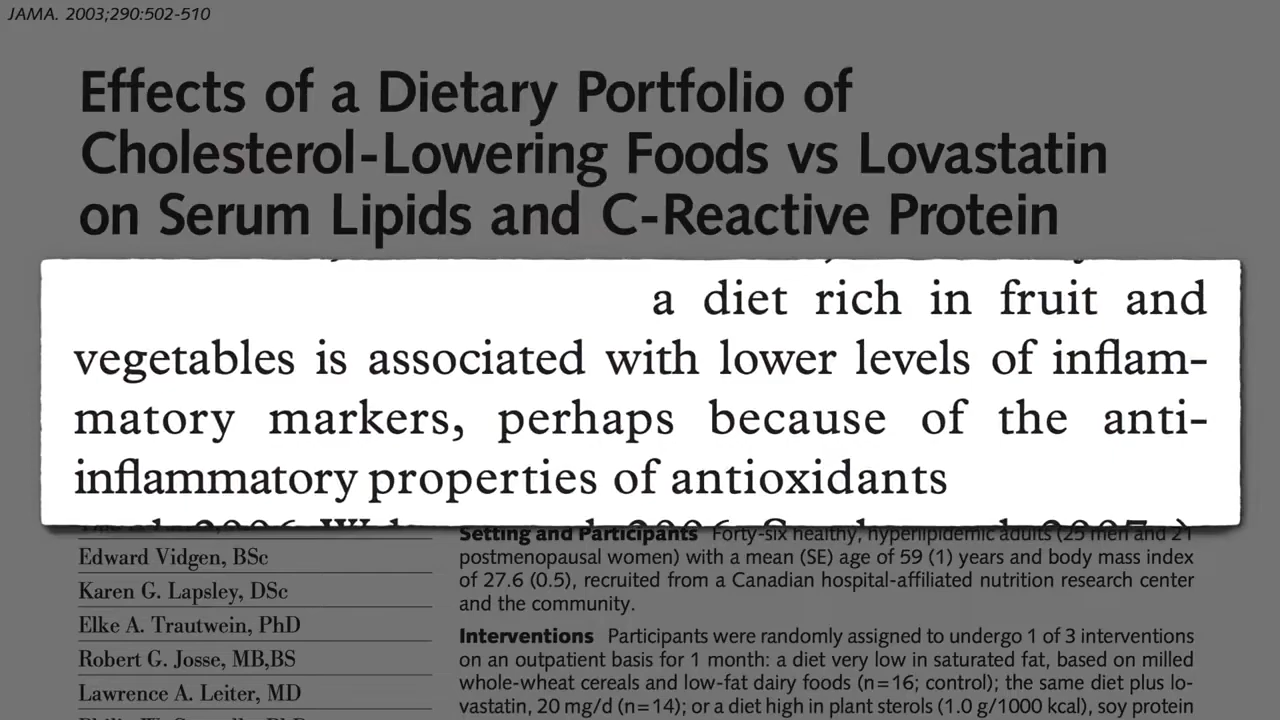 JAMA. 2003;290:502-510
Effects of a Dietary Portfolio of
Cholesterol-Lowering Foods vs Lovastatin
on Serum Lipids and C-Reactive Protein
a diet rich in fruit and
vegetables is associated with lower levels of inflam-
matory markers, perhaps because of the anti-
inflammatory properties of antioxidants
Edward Vidgen, BSc
Karen G. Lapsley, DSc
Elke A. Trautwein, PhD
Robert G. Josse, MB,BS
Lawrence A. Leiter, MD
Setting and Participants Forty-six healthy, hyperlipidemic adults (25 men and 21
postmenopausal women) with a mean (SE) age of 59 (1) years and body mass index
of 27.6 (0.5), recruited from a Canadian hospital-affiliated nutrition research center
and the community.
Interventions Participants were randomly assigned to undergo 1 of 3 interventions
on an outpatient basis for 1 month: a diet very low in saturated fat, based on milled
whole-wheat cereals and low-fat dairy foods (n=16; control); the same diet plus lo-
vastatin, 20 mg/d (n=14); or a diet high in plant sterols (1.0 g/1000 kcal), soy protein